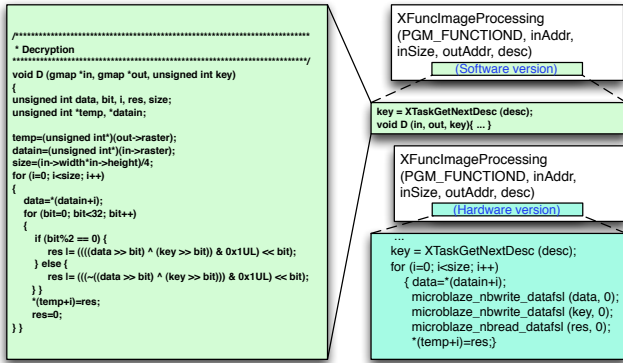 /*****************************************************************************
* Decryption
*****************************************************************************/
void D (gmap *in, gmap *out, unsigned int key)
{
unsigned int data, bit, i, res, size;
unsigned int *temp, *datain;
temp=(unsigned int*)(out->raster);
datain=(unsigned int*)(in->raster);
size=(in->width*in->height)/4;
for (i=0; i<size; i++)
{
data=*(datain+i);
for (bit=0; bit<32; bit++)
{
if (bit%2 == 0) {
res |= ((((data >> bit) ^ (key >> bit)) & 0x1UL) << bit);
} else {
res |= (((~((data >> bit) ^ (key >> bit))) & 0x1UL) << bit);
} }
*(temp+i)=res;
res=0;
} }
XFuncImageProcessing
(PGM_FUNCTIOND, inAddr,
inSize, outAddr, desc)
(Software version)
key = XTaskGetNextDesc (desc);
void D (in, out, key){ ... }
XFuncImageProcessing
(PGM_FUNCTIOND, inAddr,
inSize, outAddr, desc)
(Hardware version)
...
key = XTaskGetNextDesc (desc);
for (i=0; i<size; i++)
{ data=*(datain+i);
microblaze_nbwrite_datafsl (data, 0);
microblaze_nbwrite_datafsl (key, 0);
microblaze_nbread_datafsl (res, 0);
*(temp+i)=res;}